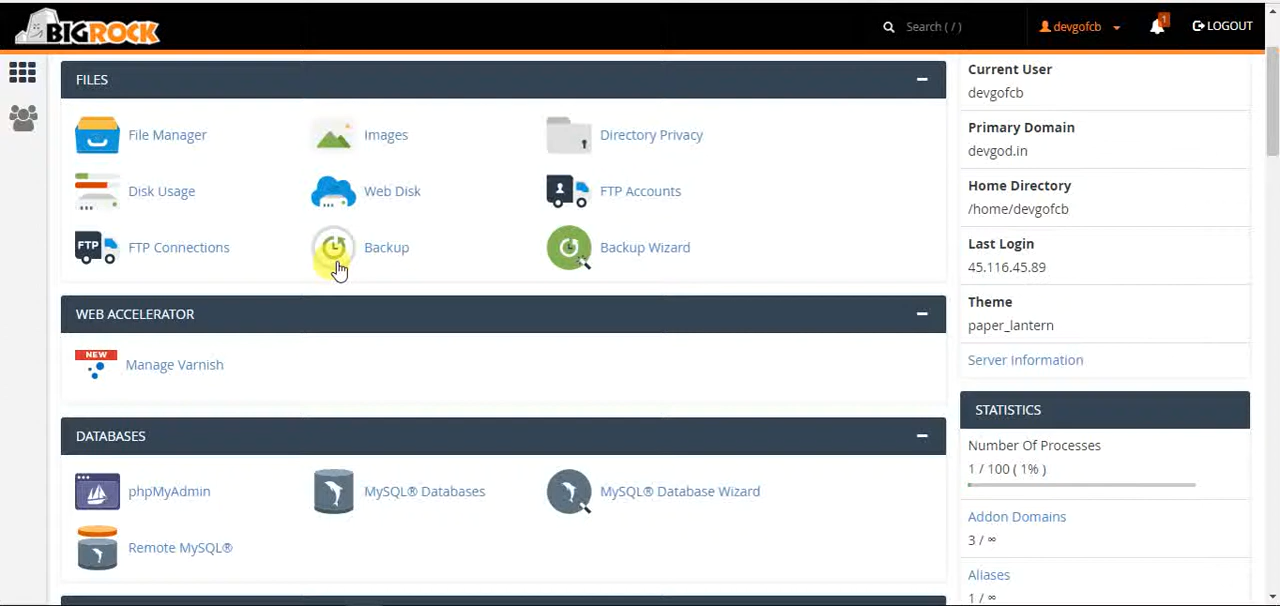 BIGROCK
Search ( / )
devgofcb
1
LOGOUT
FILES
File Manager
Images
Directory Privacy
Disk Usage
Web Disk
FTP Accounts
FTP
FTP Connections
Backup
Backup Wizard
WEB ACCELERATOR
NEW
Manage Varnish
DATABASES
phpMyAdmin
MySQL® Databases
MySQL® Database Wizard
Remote MySQL®
Current User
devgofcb
Primary Domain
devgod.in
Home Directory
/home/devgofcb
Last Login
45.116.45.89
Theme
paper_lantern
Server Information
STATISTICS
Number Of Processes
1 / 100 ( 1% )
Addon Domains
3 / ∞
Aliases
1 / ∞